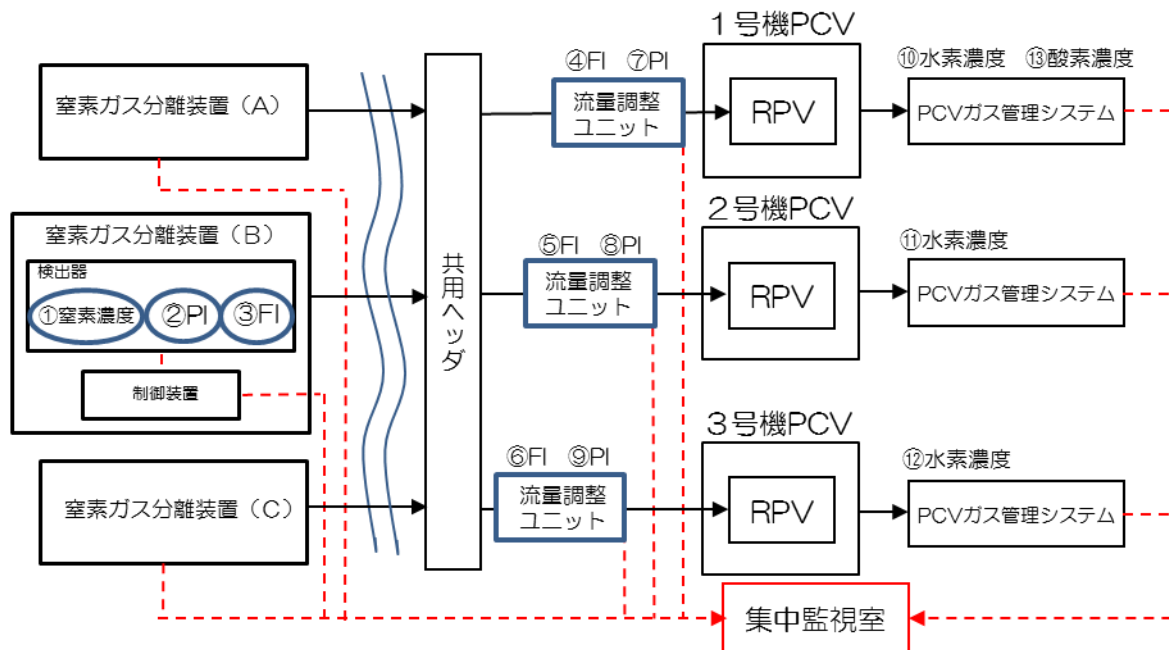 1号機PCV
④FI ⑦PI
⑩水素濃度 ⑬酸素濃度
窒素ガス分離装置(A)
流量調整
ユニット
RPV
PCVガス管理システム
2号機PCV
窒素ガス分離装置(B)
検出器
①窒素濃度 ②PI ③FI
制御装置
共用ヘッダ
⑤FI ⑧PI
⑪水素濃度
流量調整
ユニット
RPV
PCVガス管理システム
3号機PCV
⑥FI ⑨PI
⑫水素濃度
窒素ガス分離装置(C)
流量調整
ユニット
RPV
PCVガス管理システム
集中監視室